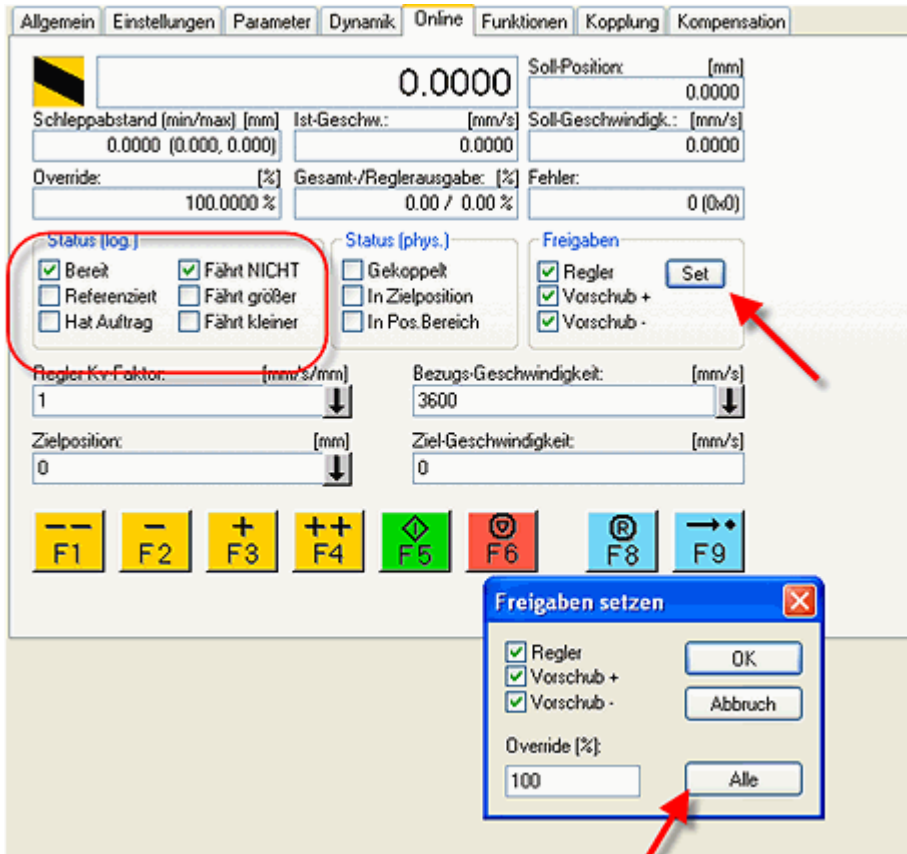 Allgemein Einstellungen Parameter Dynamik Online Funktionen Kopplung Kompensation
0.0000
Soll-Position: [mm]
0.0000
Schleppabstand (min/max) [mm] Ist-Geschw.: [mm/s] Soll-Geschwindigk.: [mm/s]
0.0000 (0.000, 0.000) 0.0000 0.0000
Override: [%] Gesamt-/Reglerausgabe: [%] Fehler:
100.0000 % 0.00 / 0.00 % 0 (0x0)
Status (log.) Status (phys.) Freigaben
Bereit Fährt NICHT Gekoppelt Regler Set
Referenziert Fährt größer In Zielposition Vorschub +
Hat Auftrag Fährt kleiner In Pos.Bereich Vorschub -
Regler Kv-Faktor: [mm/s/mm] Bezugs-Geschwindigkeit: [mm/s]
1 3600
Zielposition: [mm] Ziel-Geschwindigkeit: [mm/s]
0 0
-- - + ++ R
F1 F2 F3 F4 F5 F6 F8 F9
Freigaben setzen
Regler OK
Vorschub +
Vorschub - Abbruch
Override [%]:
100 Alle